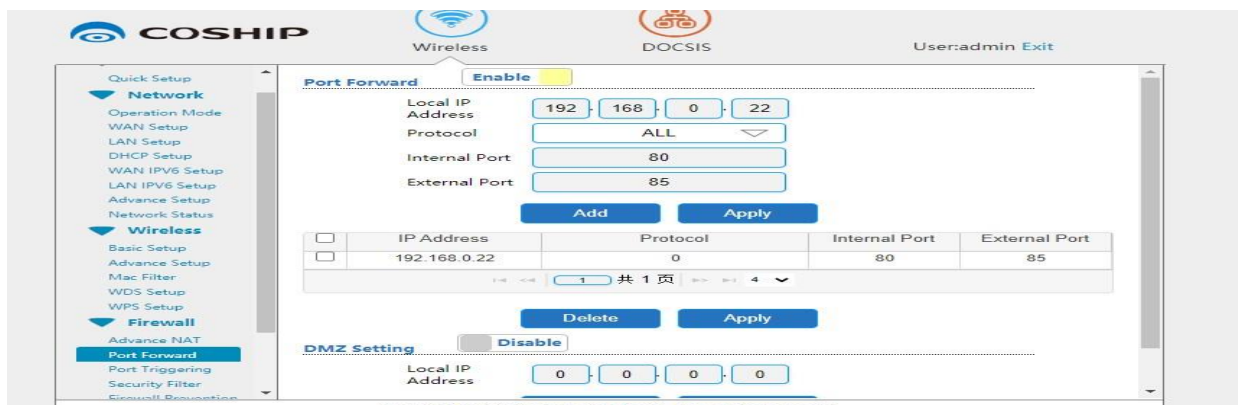 COSHIP
Wireless
DOCSIS
User:admin Exit
Quick Setup
Network
Operation Mode
WAN Setup
LAN Setup
DHCP Setup
WAN IPV6 Setup
LAN IPV6 Setup
Advance Setup
Network Status
Wireless
Basic Setup
Advance Setup
Mac Filter
WDS Setup
WPS Setup
Firewall
Advance NAT
Port Forward
Port Triggering
Security Filter
Firewall Prevention
Port Forward Enable
Local IP Address 192 . 168 . 0 . 22
Protocol ALL
Internal Port 80
External Port 85
Add Apply
IP Address Protocol Internal Port External Port
192.168.0.22 0 80 85
1 共 1 页 4
Delete Apply
DMZ Setting Disable
Local IP Address 0 . 0 . 0 . 0